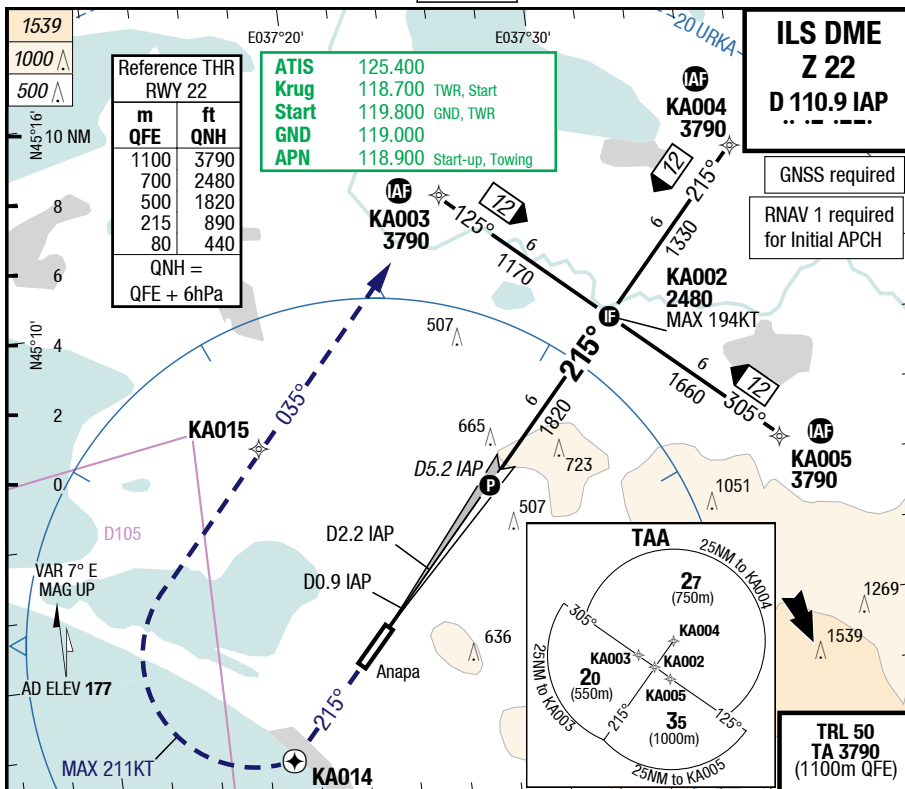 1539
1000
500
N45°16'
10 NM
8
6
N45°10'
4
2
0
E037°20'
E037°30'
20 URKA
Reference THR
RWY 22
m ft
QFE QNH
1100 3790
700 2480
500 1820
215 890
80 440
QNH =
QFE + 6hPa
ATIS 125.400
Krug 118.700 TWR, Start
Start 119.800 GND, TWR
GND 119.000
APN 118.900 Start-up, Towing
ILS DME
Z 22
D 110.9 IAP
GNSS required
RNAV 1 required
for Initial APCH
IAF
KA004
3790
12
215°
6
1330
IAF
KA003
3790
125°
12
6
1170
KA002
2480
IF
MAX 194KT
215°
6
1820
6
1660
12
305°
IAF
KA005
3790
507
665
723
507
1051
1269
1539
636
035°
KA015
D105
D5.2 IAP
P
D2.2 IAP
D0.9 IAP
VAR 7° E
MAG UP
AD ELEV 177
Anapa
215°
MAX 211KT
KA014
TAA
25NM to KA004
27
(750m)
305°
KA004
KA003
KA002
KA005
25NM to KA003
20
(550m)
215°
35
(1000m)
125°
25NM to KA005
TRL 50
TA 3790
(1100m QFE)